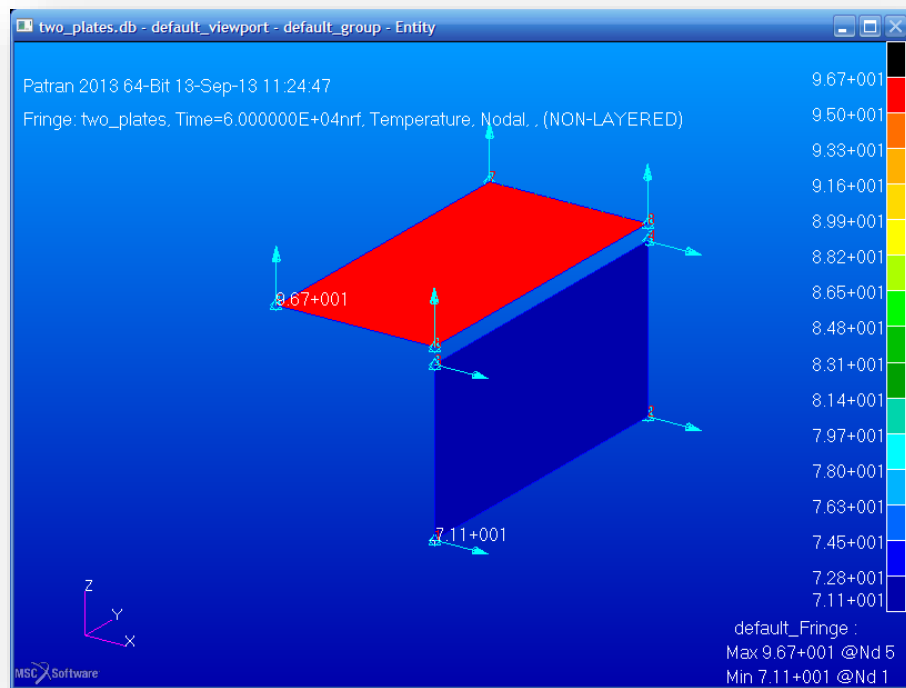 two_plates.db - default_viewport - default_group - Entity
Patran 2013 64-Bit 13-Sep-13 11:24:47
Fringe: two_plates, Time=6.000000E+04nrf, Temperature, Nodal, , (NON-LAYERED)
9.67+001
9.50+001
9.33+001
9.16+001
8.99+001
8.82+001
8.65+001
8.48+001
8.31+001
8.14+001
7.97+001
7.80+001
7.63+001
7.45+001
7.28+001
7.11+001
9.67+001
7.11+001
Z
Y
X
default_Fringe :
Max 9.67+001 @Nd 5
Min 7.11+001 @Nd 1
MSC Software